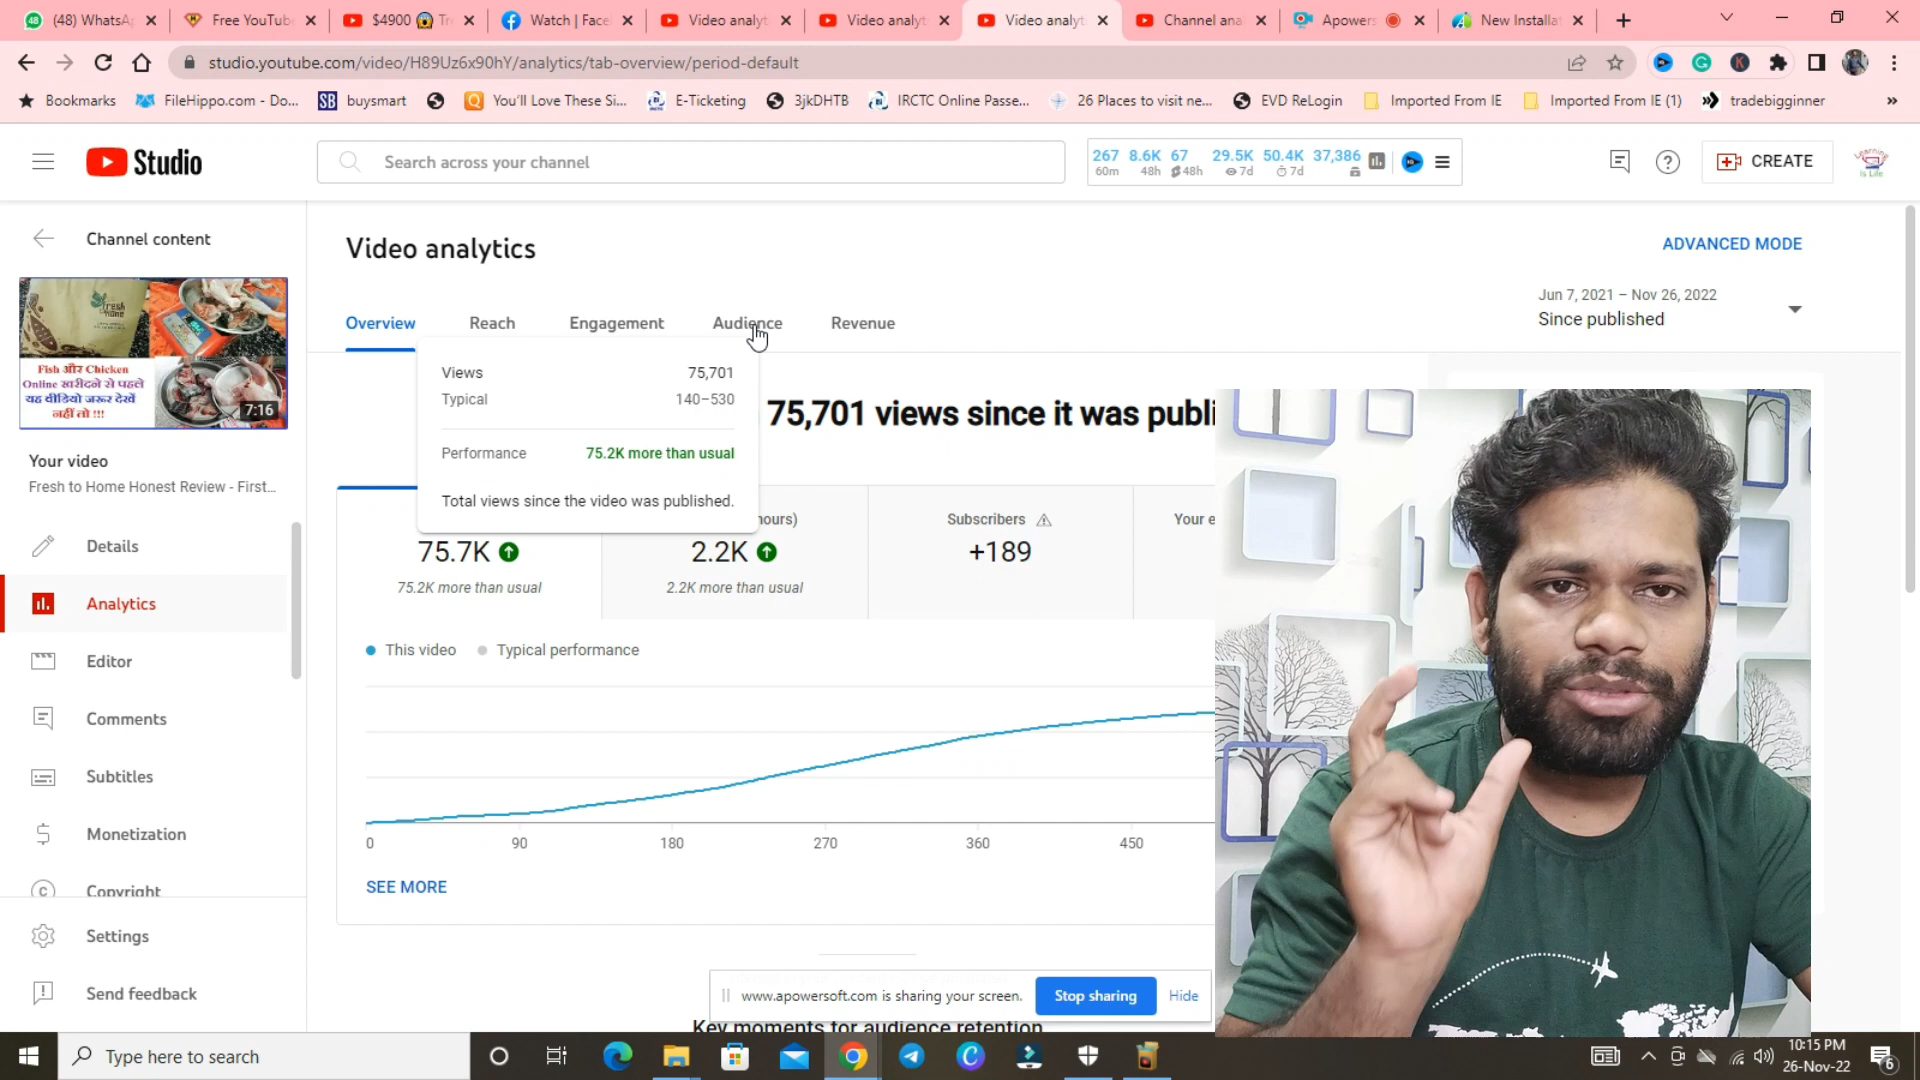 (48) WhatsA
Free YouTub
$4900 😱 Tr
Watch | Face
Video analyt
Video analyt
Video analyt
Channel ana
Apowers
New Installa
studio.youtube.com/video/H89Uz6x90hY/analytics/tab-overview/period-default
Bookmarks
FileHippo.com - Do...
buysmart
You'll Love These Si...
E-Ticketing
3jkDHTB
IRCTC Online Passe...
26 Places to visit ne...
EVD ReLogin
Imported From IE
Imported From IE (1)
tradebigginner
Studio
Search across your channel
267 8.6K 67 29.5K 50.4K 37,386
60m 48h 48h 7d 7d
CREATE
Learning
is Life
Channel content
Fresh
HOME
Fish और Chicken
Online खरीदने से पहले
यह वीडियो जरूर देखें
नहीं तो !!!
7:16
Your video
Fresh to Home Honest Review - First...
Details
Analytics
Editor
Comments
Subtitles
Monetization
Copyright
Settings
Send feedback
Video analytics
ADVANCED MODE
Jun 7, 2021 – Nov 26, 2022
Since published
Overview
Reach
Engagement
Audience
Revenue
Views 75,701
Typical 140–530
Performance 75.2K more than usual
Total views since the video was published.
75,701 views since it was publi
75.7K
75.2K more than usual
hours)
2.2K
2.2K more than usual
Subscribers
+189
Your e
This video
Typical performance
0 90 180 270 360 450
SEE MORE
www.apowersoft.com is sharing your screen.
Stop sharing
Hide
Key moments for audience retention
Type here to search
10:15 PM
26-Nov-22
6